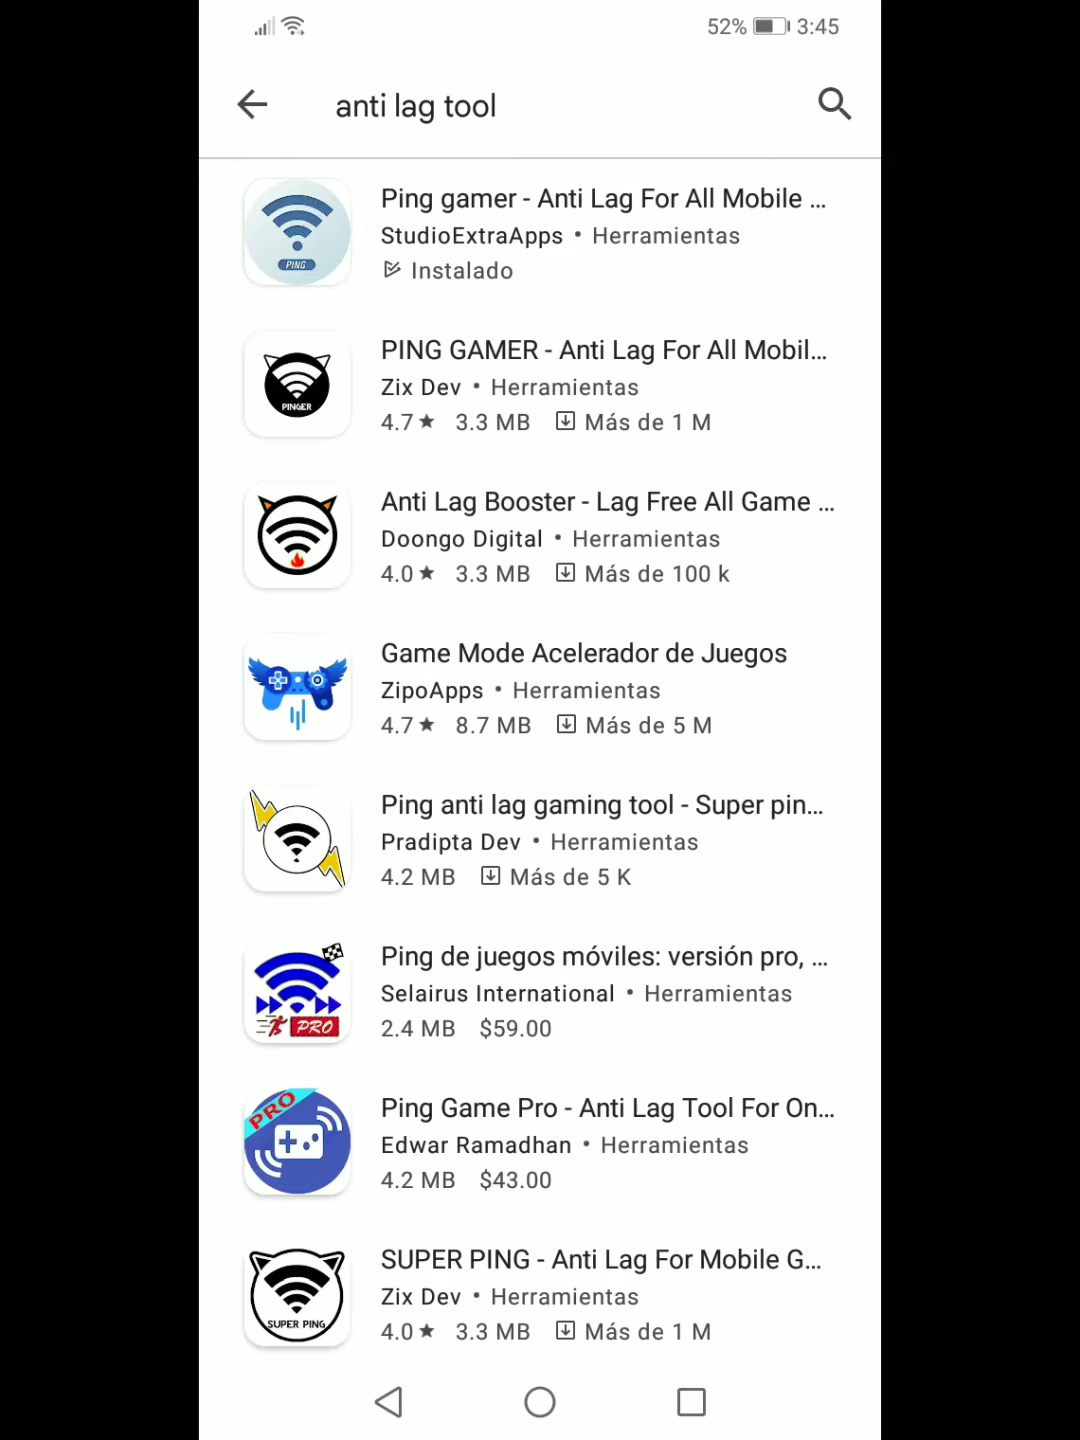 52% 3:45
anti lag tool
Ping gamer - Anti Lag For All Mobile ...
StudioExtraApps • Herramientas
Instalado
PING
PING GAMER - Anti Lag For All Mobil...
Zix Dev • Herramientas
4.7★ 3.3 MB Más de 1 M
PINGER
Anti Lag Booster - Lag Free All Game ...
Doongo Digital • Herramientas
4.0★ 3.3 MB Más de 100 k
Game Mode Acelerador de Juegos
ZipoApps • Herramientas
4.7★ 8.7 MB Más de 5 M
Ping anti lag gaming tool - Super pin...
Pradipta Dev • Herramientas
4.2 MB Más de 5 K
Ping de juegos móviles: versión pro, ...
Selairus International • Herramientas
2.4 MB $59.00
PRO
Ping Game Pro - Anti Lag Tool For On...
Edwar Ramadhan • Herramientas
4.2 MB $43.00
PRO
SUPER PING - Anti Lag For Mobile G...
Zix Dev • Herramientas
4.0★ 3.3 MB Más de 1 M
SUPER PING